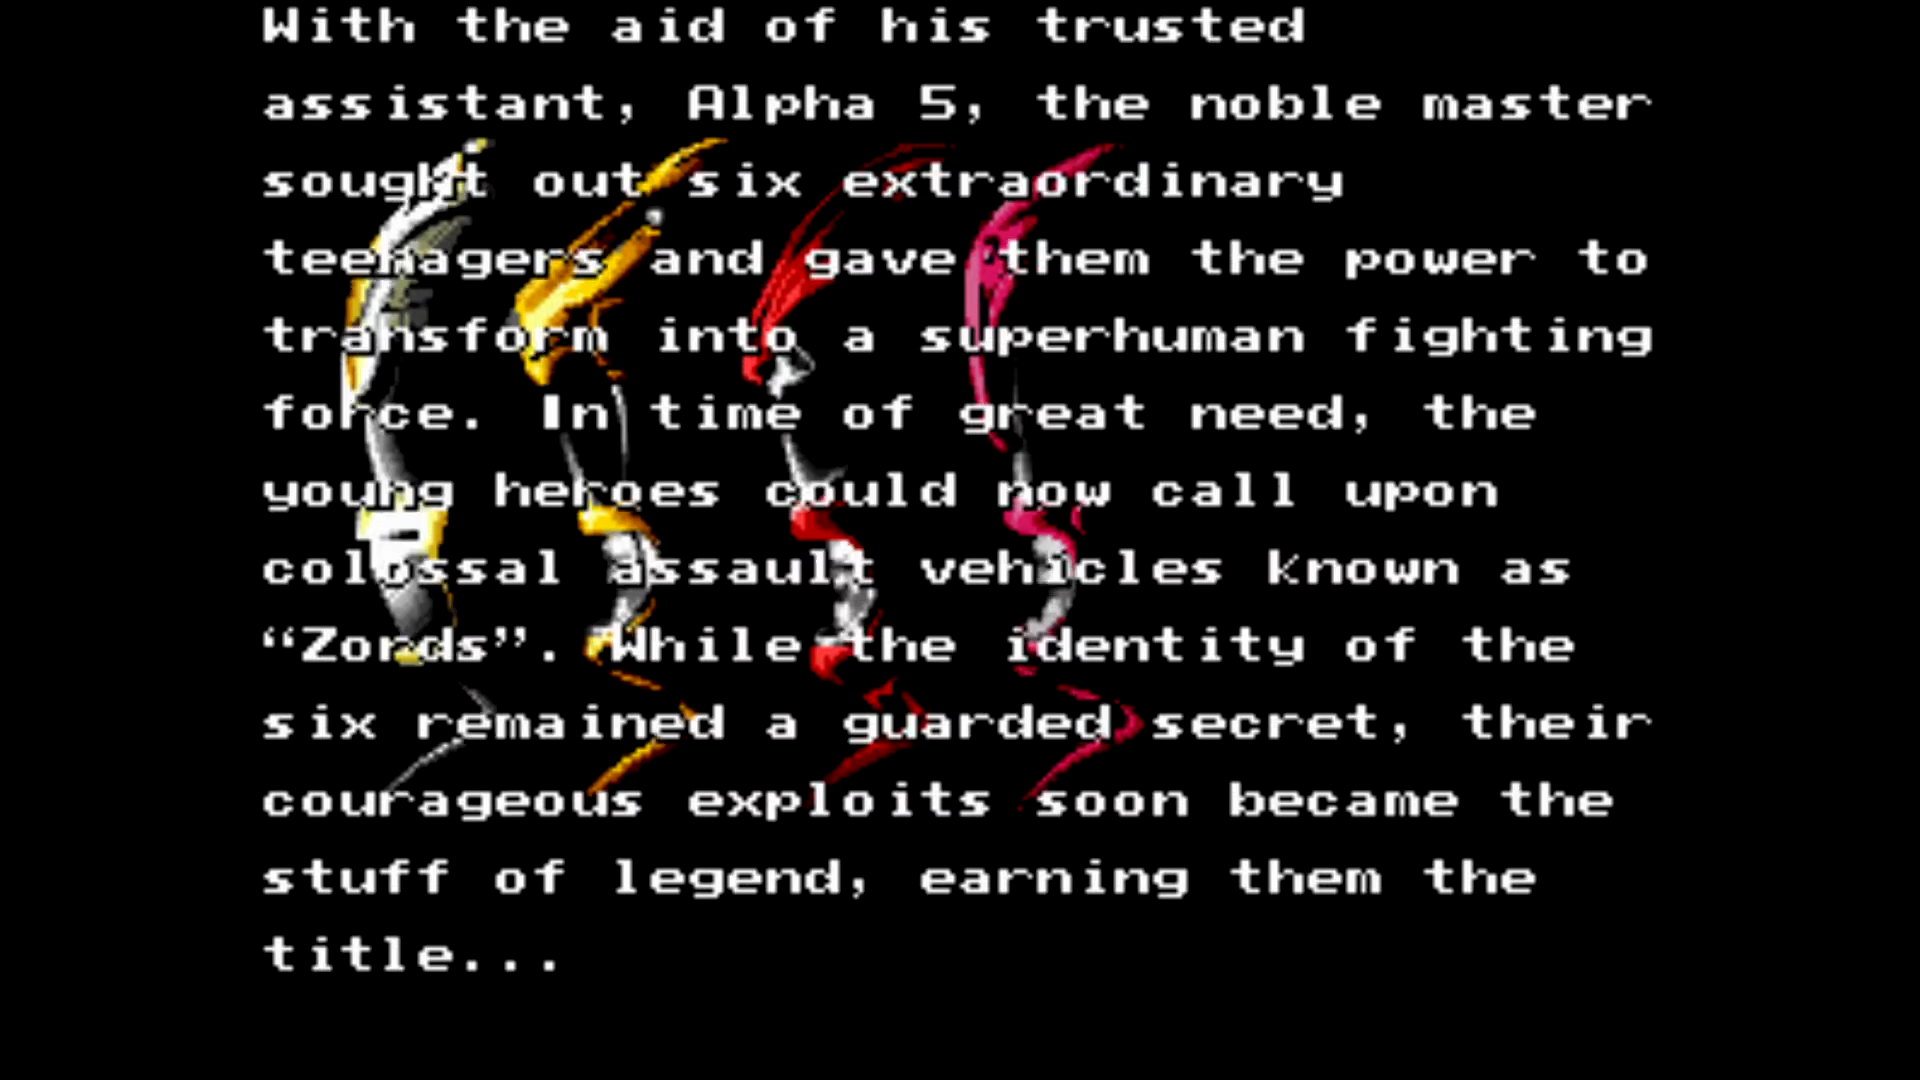 With the aid of his trusted
assistant, Alpha 5, the noble master
sought out six extraordinary
teenagers and gave them the power to
transform into a superhuman fighting
force. In time of great need, the
young heroes could now call upon
colossal assault vehicles known as
“Zords”. While the identity of the
six remained a guarded secret, their
courageous exploits soon became the
stuff of legend, earning them the
title...